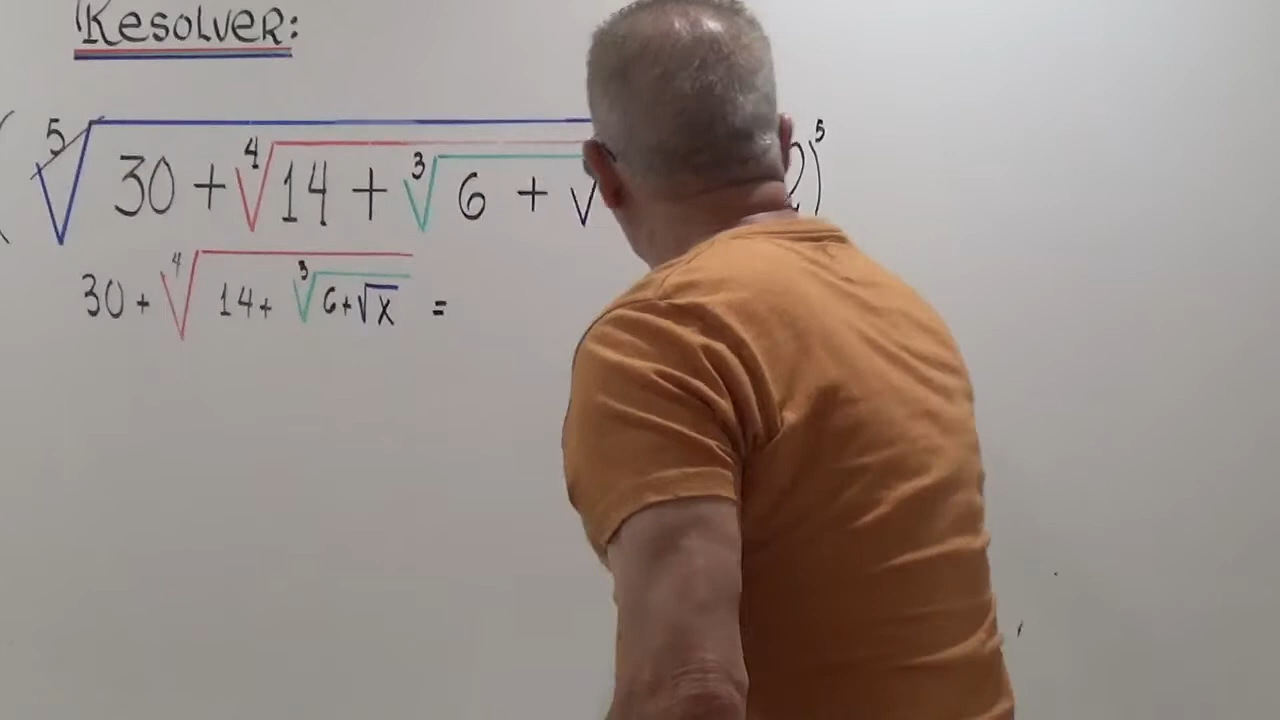 Resolver:
(⁵√30 + ⁴√14 + ³√6 + √ 2)⁵
30 + ⁴√14 + ³√6+√x =